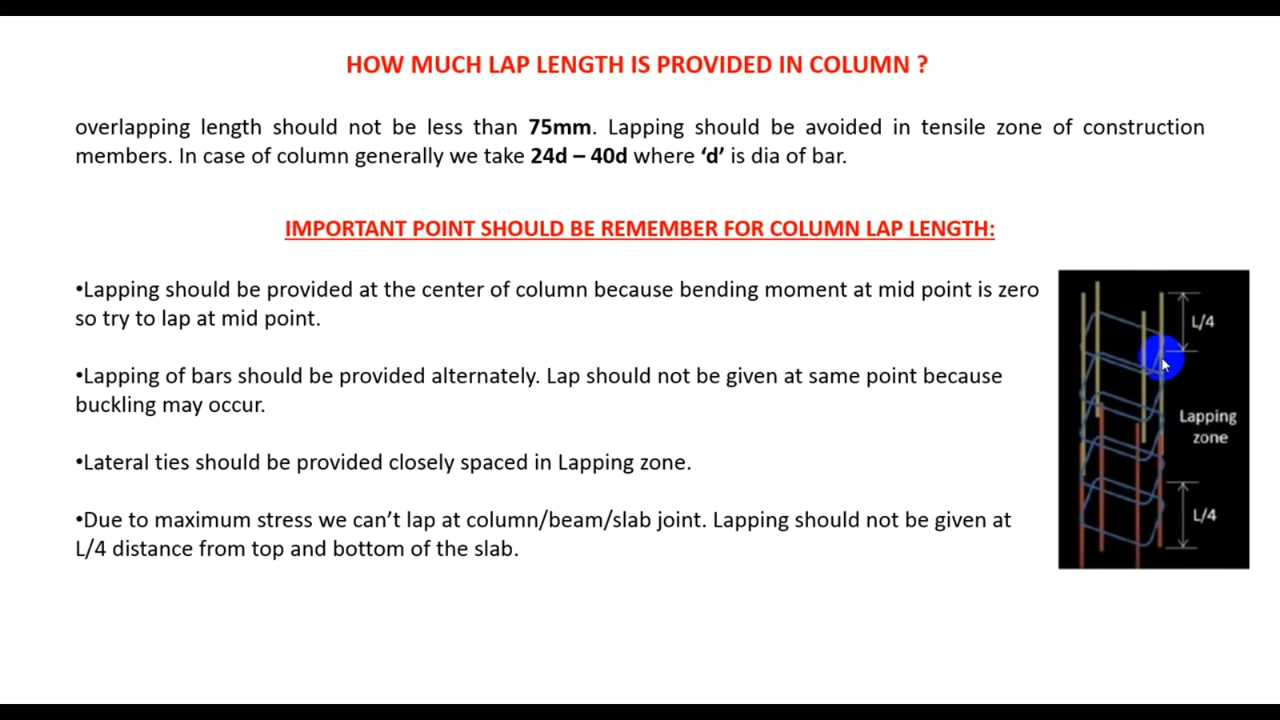 HOW MUCH LAP LENGTH IS PROVIDED IN COLUMN ?
overlapping length should not be less than 75mm. Lapping should be avoided in tensile zone of construction
members. In case of column generally we take 24d – 40d where ‘d’ is dia of bar.
IMPORTANT POINT SHOULD BE REMEMBER FOR COLUMN LAP LENGTH:
•Lapping should be provided at the center of column because bending moment at mid point is zero
so try to lap at mid point.
•Lapping of bars should be provided alternately. Lap should not be given at same point because
buckling may occur.
•Lateral ties should be provided closely spaced in Lapping zone.
•Due to maximum stress we can’t lap at column/beam/slab joint. Lapping should not be given at
L/4 distance from top and bottom of the slab.
L/4
Lapping
zone
L/4